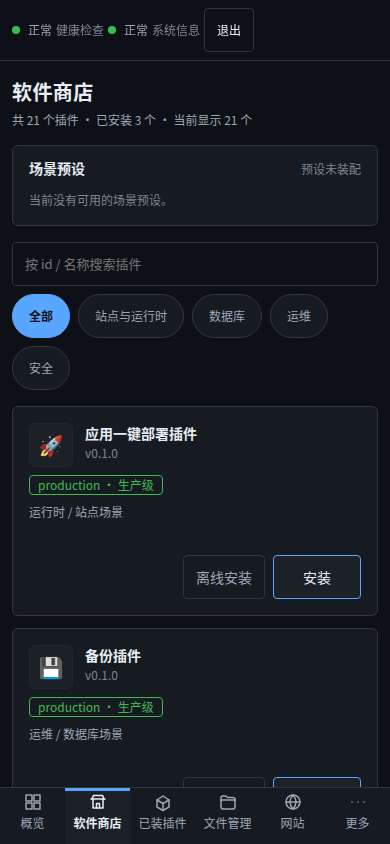 正常 健康检查 正常 系统信息 退出
软件商店
共 21 个插件 • 已安装 3 个 • 当前显示 21 个
场景预设 预设未装配
当前没有可用的场景预设。
按 id / 名称搜索插件
全部 站点与运行时 数据库 运维
安全
应用一键部署插件
v0.1.0
production • 生产级
运行时 / 站点场景
离线安装 安装
备份插件
v0.1.0
production • 生产级
运维 / 数据库场景
概览 软件商店 已装插件 文件管理 网站 更多